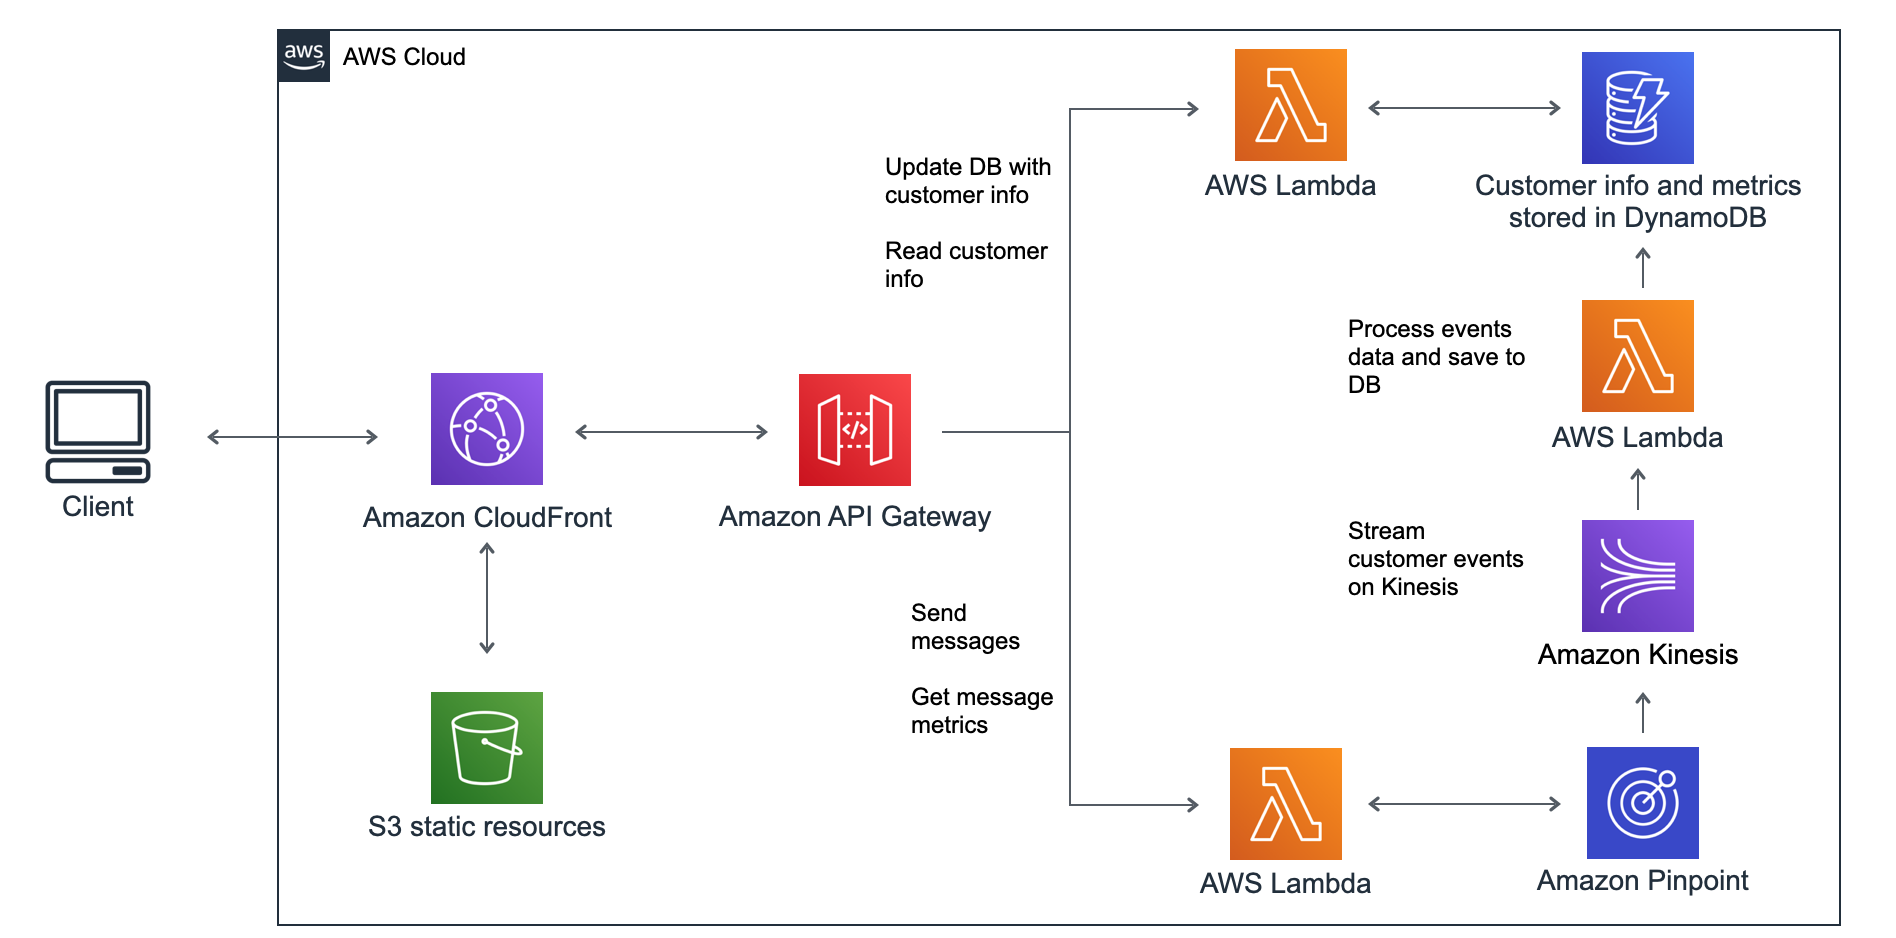 aws
AWS Cloud
Update DB with
customer info
Read customer
info
AWS Lambda
Customer info and metrics
stored in DynamoDB
Process events
data and save to
DB
AWS Lambda
Client
Amazon CloudFront
</>
Amazon API Gateway
Stream
customer events
on Kinesis
Amazon Kinesis
Send
messages
Get message
metrics
S3 static resources
AWS Lambda
Amazon Pinpoint